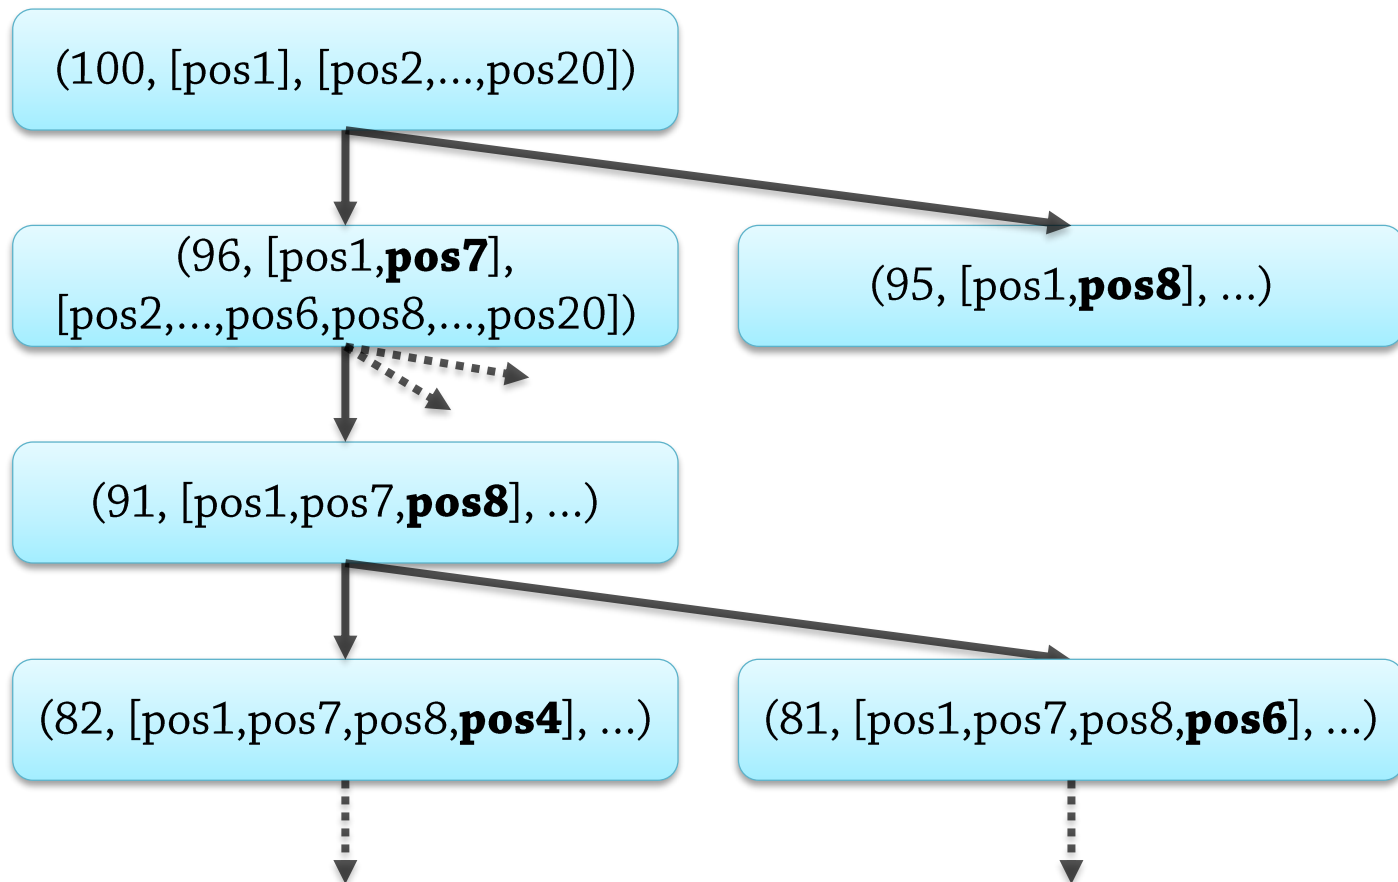 (100, [pos1], [pos2,...,pos20])
(96, [pos1,pos7],
[pos2,...,pos6,pos8,...,pos20])
(95, [pos1,pos8], ...)
(91, [pos1,pos7,pos8], ...)
(82, [pos1,pos7,pos8,pos4], ...)
(81, [pos1,pos7,pos8,pos6], ...)